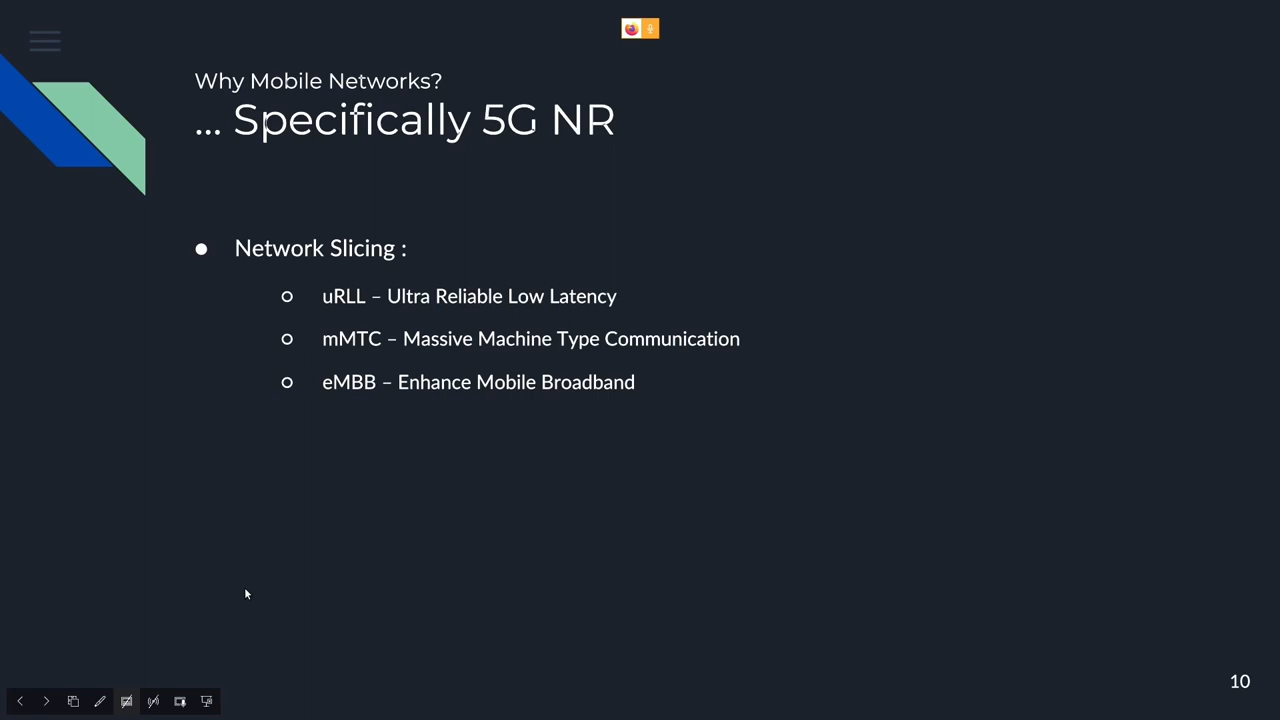 Why Mobile Networks?
... Specifically 5G NR
● Network Slicing :
○ uRLL – Ultra Reliable Low Latency
○ mMTC – Massive Machine Type Communication
○ eMBB – Enhance Mobile Broadband
10